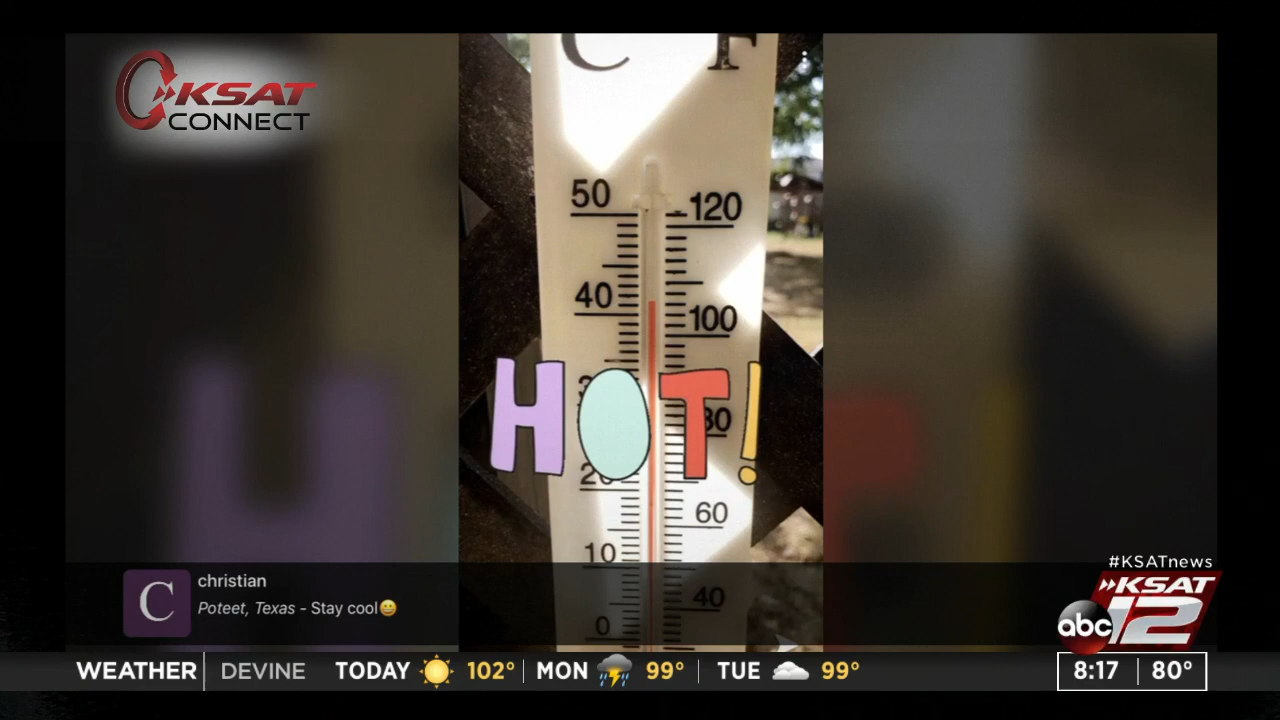 KSAT
CONNECT
C F
50 120
40 100
HOT!
80
20
60
10
40
0
christian
Poteet, Texas - Stay cool😀
#KSATnews
KSAT
abc 12
WEATHER DEVINE TODAY 102° MON 99° TUE 99° 8:17 80°